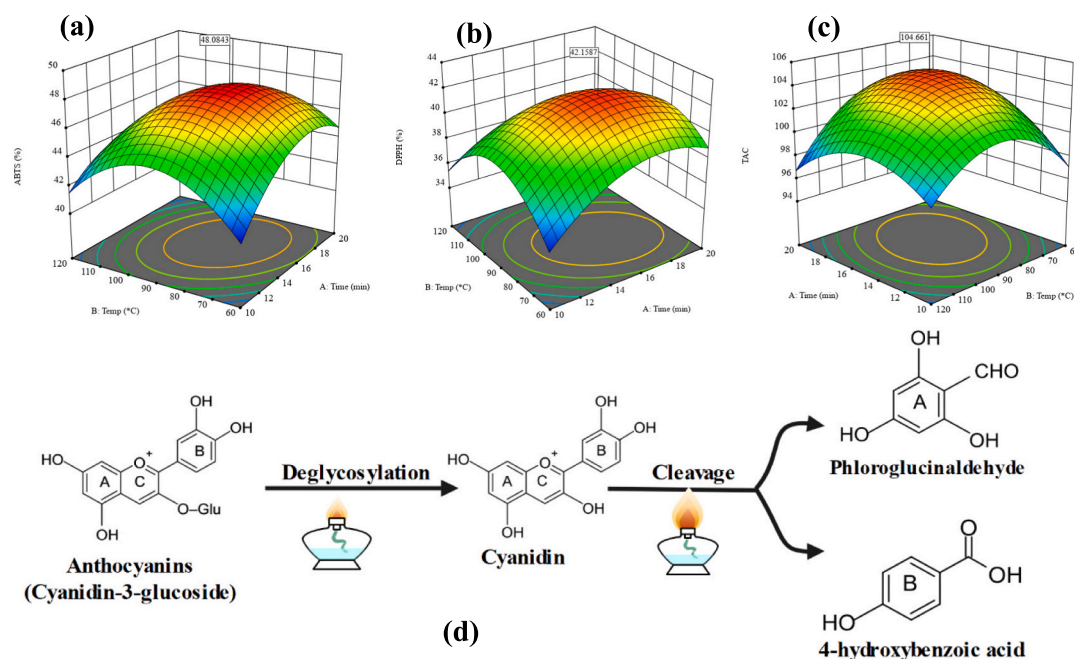 (a)
48.0843
50
48
46
44
42
40
ABTS (%)
120
110
100
90
80
70
60
B: Temp (°C)
10
12
14
16
18
20
A: Time (min)
(b)
42.1587
44
42
40
38
36
34
DPPH (%)
120
110
100
90
80
70
60
B: Temp (°C)
10
12
14
16
18
20
A: Time (min)
(c)
104.661
106
104
102
100
98
96
94
TAC
20
18
16
14
12
10
A: Time (min)
120
110
100
90
80
70
6
B: Temp (°C)
OH
OH
HO
A
O+
C
B
O–Glu
OH
Anthocyanins
(Cyanidin-3-glucoside)
Deglycosylation
OH
OH
HO
A
O+
C
B
OH
OH
Cyanidin
Cleavage
OH
CHO
A
HO
OH
Phloroglucinaldehyde
O
B
OH
HO
4-hydroxybenzoic acid
(d)